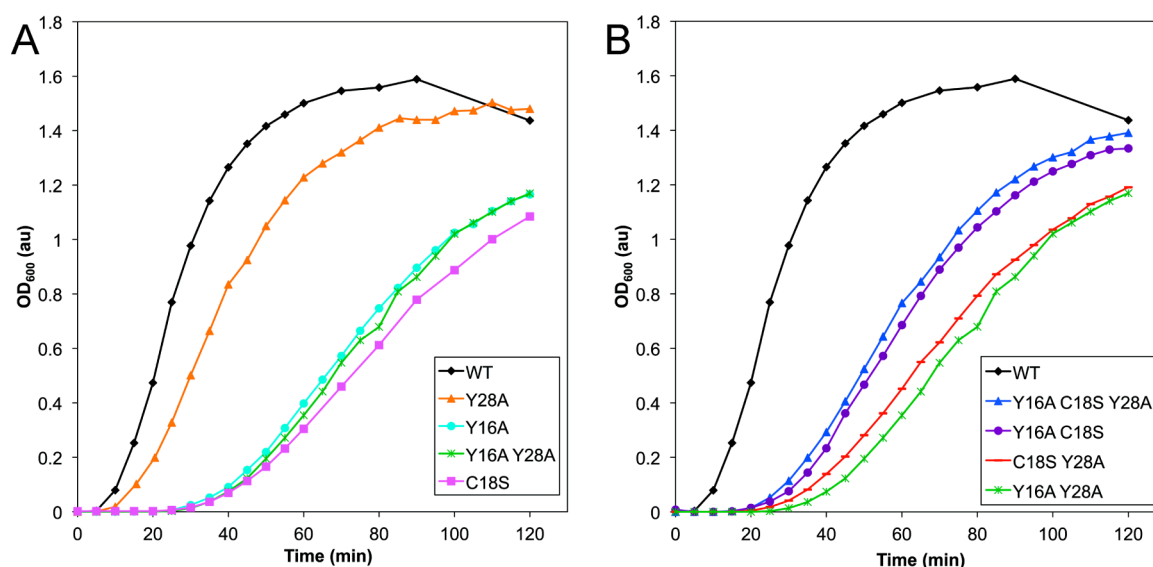 A
1.8
1.6
1.4
1.2
1
0.8
0.6
0.4
0.2
0
OD600 (au)
0 20 40 60 80 100 120
Time (min)
WT
Y28A
Y16A
Y16A Y28A
C18S
B
1.8
1.6
1.4
1.2
1
0.8
0.6
0.4
0.2
0
OD600 (au)
0 20 40 60 80 100 120
Time (min)
WT
Y16A C18S Y28A
Y16A C18S
C18S Y28A
Y16A Y28A